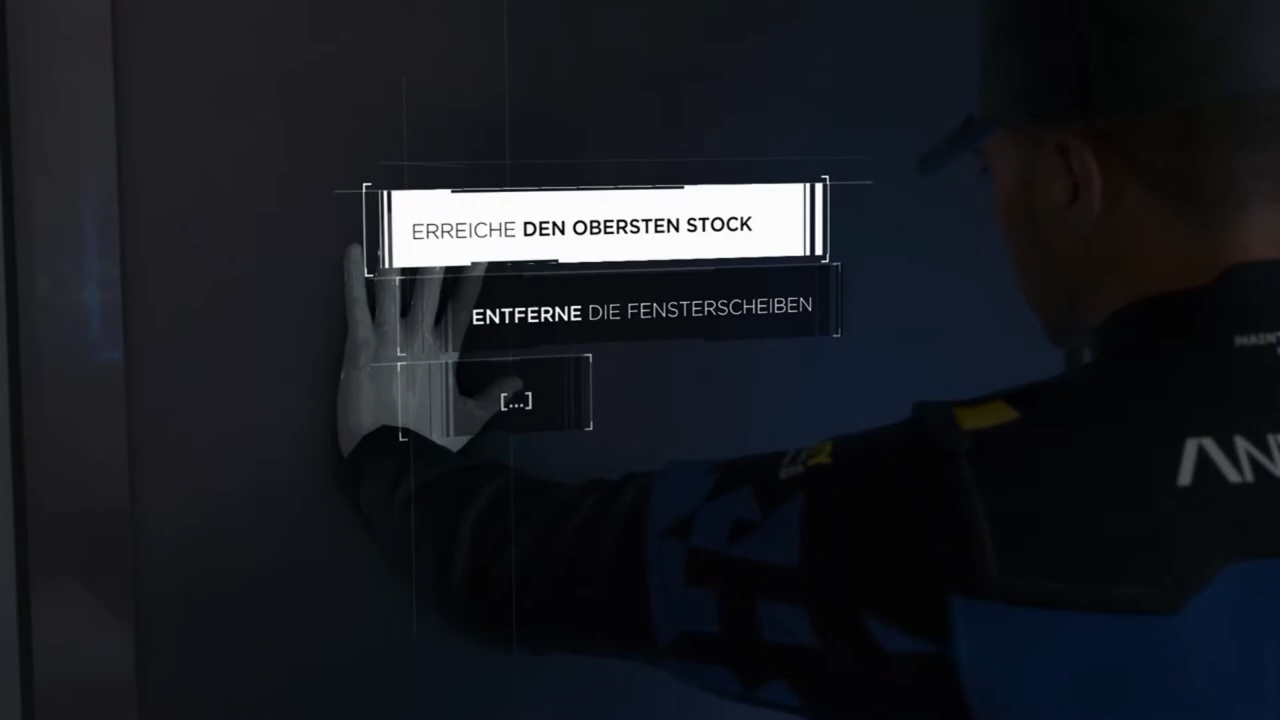 ERREICHE DEN OBERSTEN STOCK
ENTFERNE DIE FENSTERSCHEIBEN
[...]